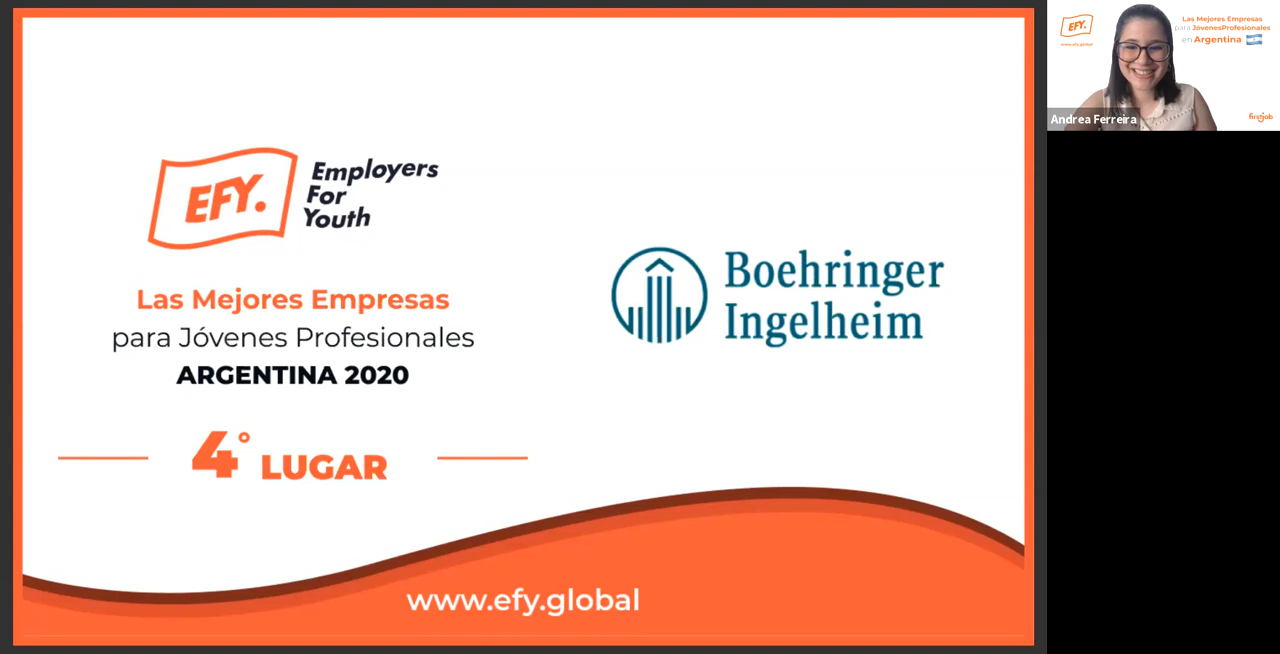 EFY.
Employers
For
Youth
Las Mejores Empresas
para Jóvenes Profesionales
ARGENTINA 2020
4° LUGAR
Boehringer
Ingelheim
www.efy.global
EFY.
www.efy.global
Las Mejores Empresas
para JóvenesProfesionales
en Argentina
Andrea Ferreira
firstjob